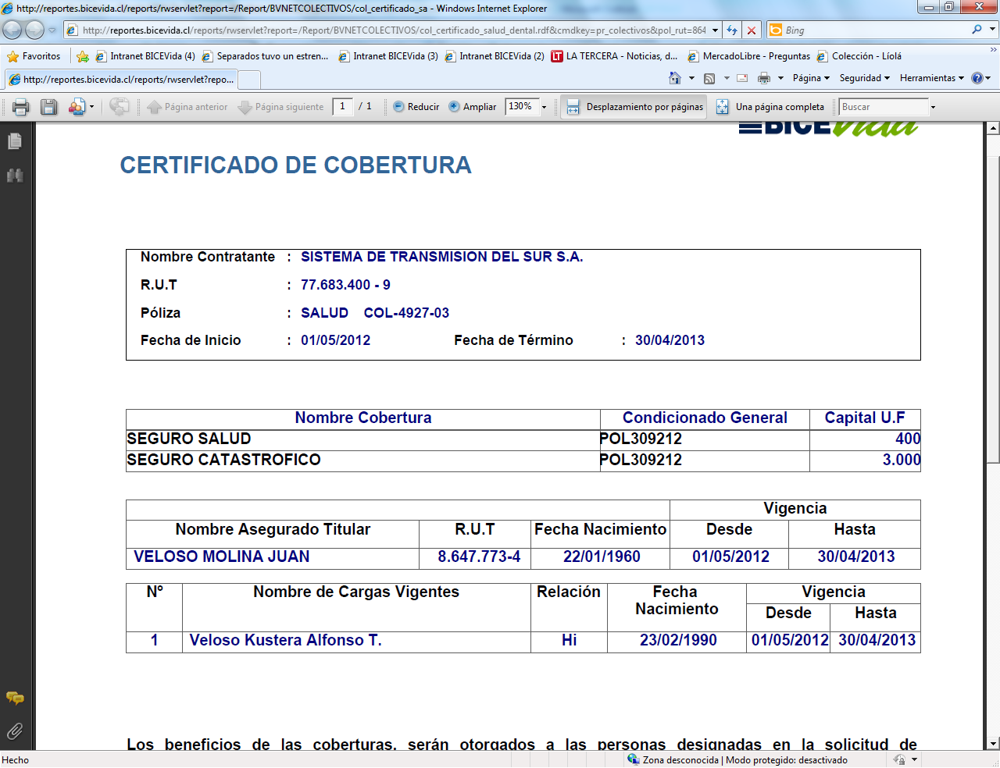 http://reportes.bicevida.cl/reports/rwservlet?report=/Report/BVNETCOLECTIVOS/col_certificado_sa - Windows Internet Explorer
http://reportes.bicevida.cl/reports/rwservlet?report=/Report/BVNETCOLECTIVOS/col_certificado_salud_dental.rdf&cmdkey=pr_colectivos&pol_rut=864
Bing
Favoritos Intranet BICEVida (4) Separados tuvo un estren... Intranet BICEVida (3) Intranet BICEVida (2) LT LA TERCERA - Noticias, d... MercadoLibre - Preguntas Colección - Líolá
http://reportes.bicevida.cl/reports/rwservlet?repo... Página Seguridad Herramientas
Página anterior Página siguiente 1 / 1 Reducir Ampliar 130% Desplazamiento por páginas Una página completa Buscar
BICEVida
CERTIFICADO DE COBERTURA
Nombre Contratante : SISTEMA DE TRANSMISION DEL SUR S.A.
R.U.T : 77.683.400 - 9
Póliza : SALUD COL-4927-03
Fecha de Inicio : 01/05/2012 Fecha de Término : 30/04/2013
Nombre Cobertura Condicionado General Capital U.F
SEGURO SALUD POL309212 400
SEGURO CATASTROFICO POL309212 3.000
Vigencia
Nombre Asegurado Titular R.U.T Fecha Nacimiento Desde Hasta
VELOSO MOLINA JUAN 8.647.773-4 22/01/1960 01/05/2012 30/04/2013
Nº Nombre de Cargas Vigentes Relación Fecha Nacimiento Vigencia
Desde Hasta
1 Veloso Kustera Alfonso T. Hi 23/02/1990 01/05/2012 30/04/2013
Los beneficios de las coberturas, serán otorgados a las personas designadas en la solicitud de
Hecho Zona desconocida | Modo protegido: desactivado